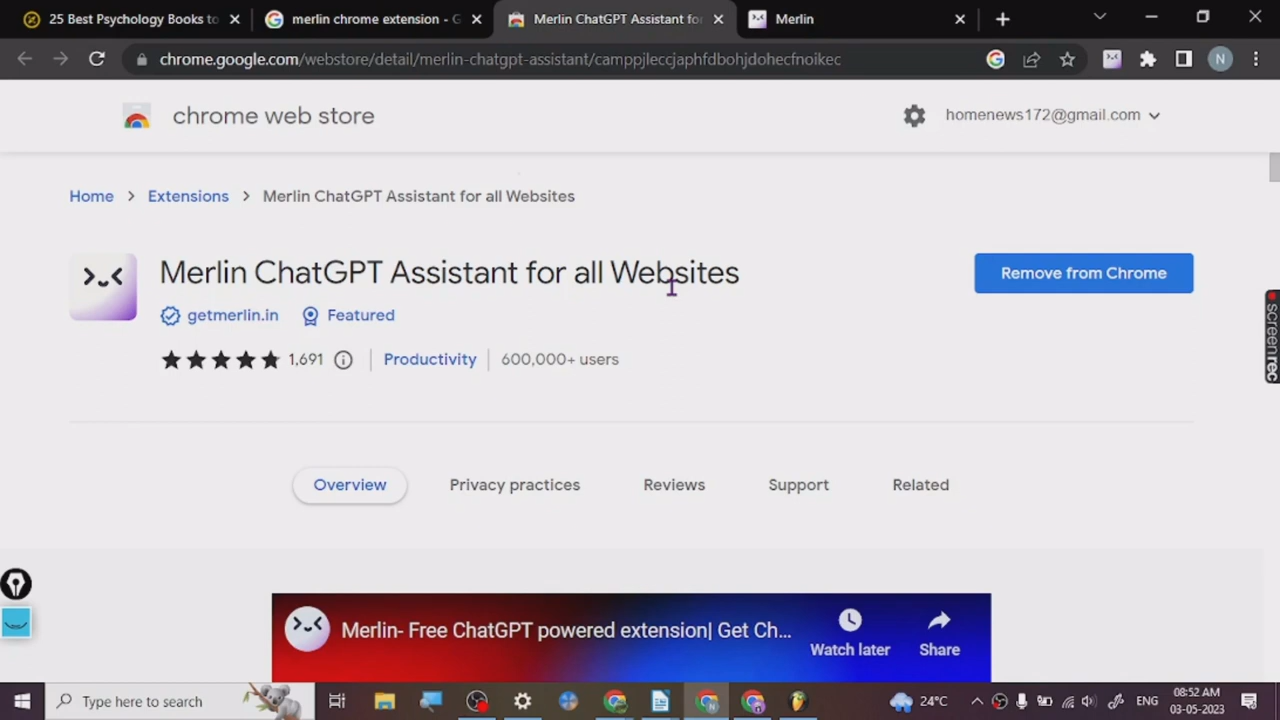 25 Best Psychology Books to
merlin chrome extension - G
Merlin ChatGPT Assistant fo
Merlin
chrome.google.com/webstore/detail/merlin-chatgpt-assistant/camppjleccjaphfdbohjdohecfnoikec
N
chrome web store
homenews172@gmail.com
Home > Extensions > Merlin ChatGPT Assistant for all Websites
Merlin ChatGPT Assistant for all Websites
Remove from Chrome
getmerlin.in
Featured
1,691
Productivity
600,000+ users
screenrec
Overview
Privacy practices
Reviews
Support
Related
Merlin- Free ChatGPT powered extension| Get Ch...
Watch later
Share
Type here to search
24°C
ENG
08:52 AM
03-05-2023